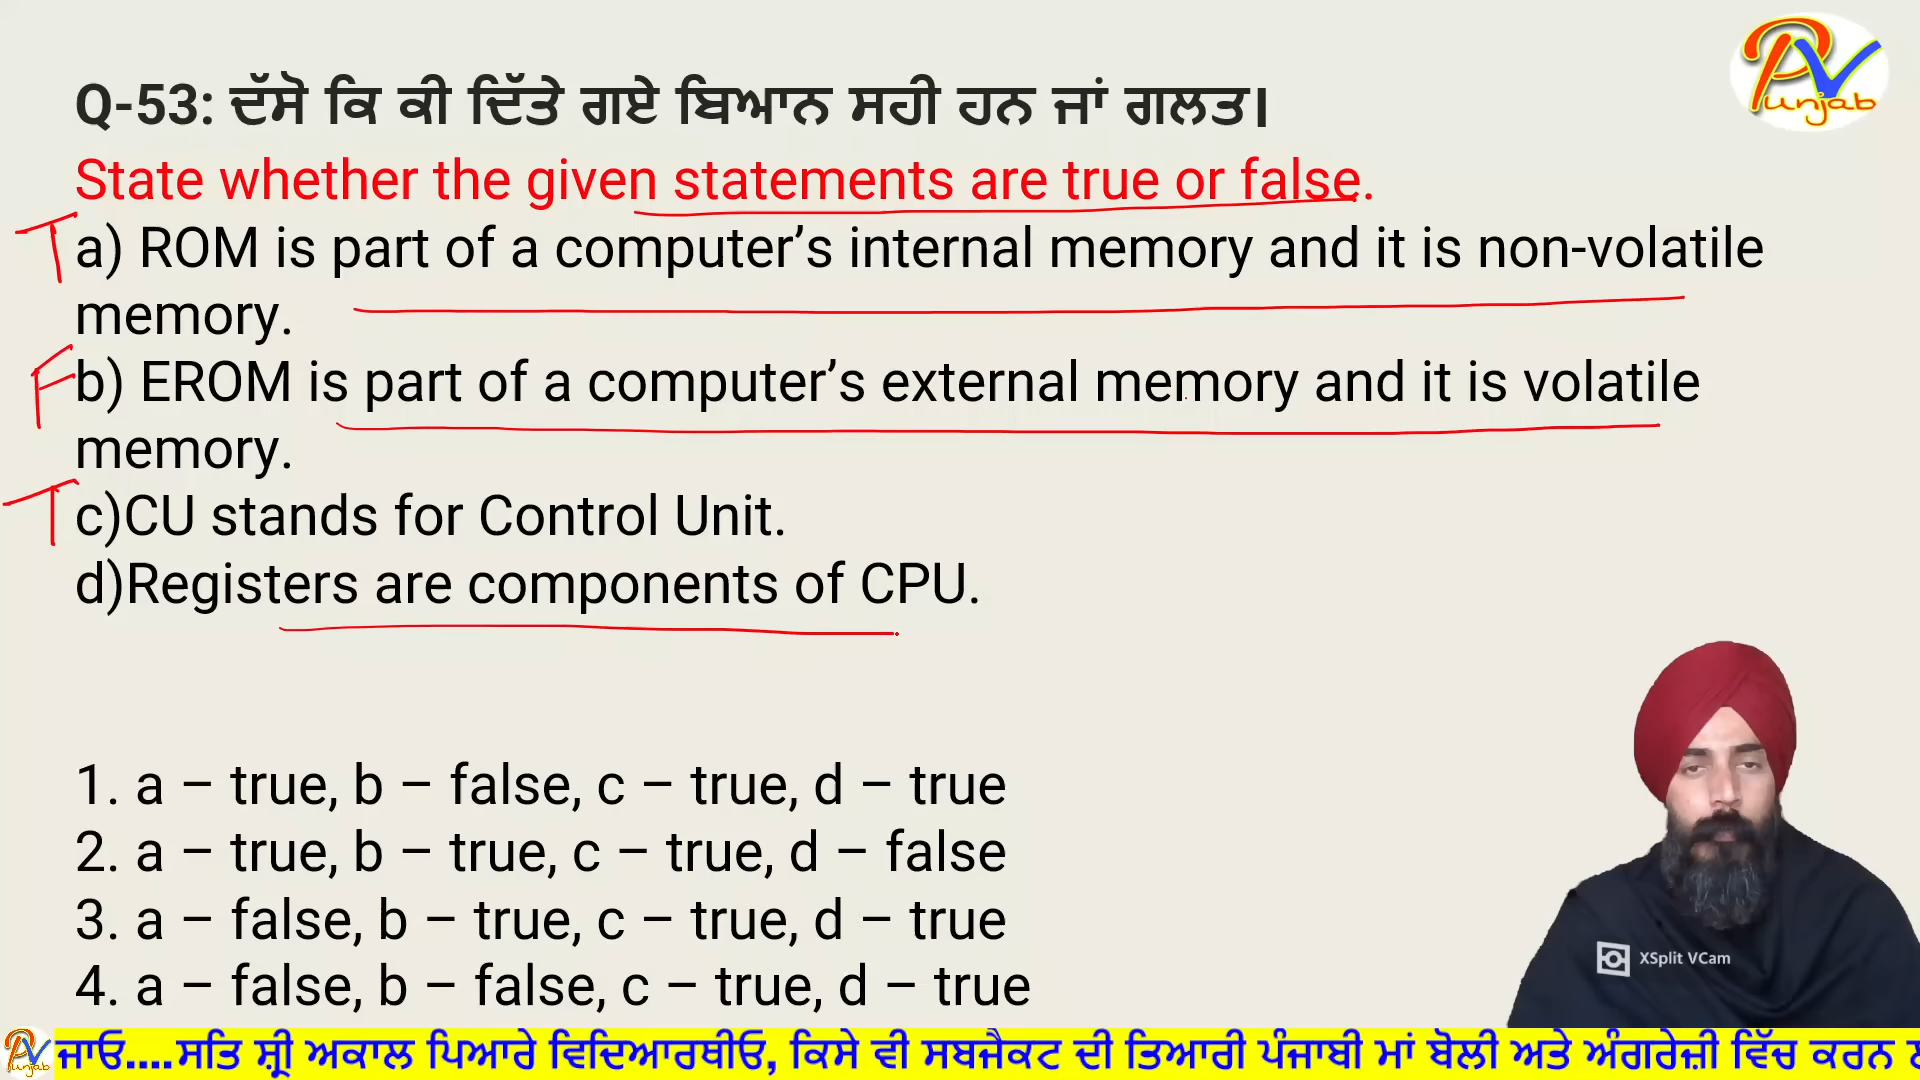 PV
unjab
Q-53: ਦੱਸੋ ਕਿ ਕੀ ਦਿੱਤੇ ਗਏ ਬਿਆਨ ਸਹੀ ਹਨ ਜਾਂ ਗਲਤ।
State whether the given statements are true or false.
T a) ROM is part of a computer’s internal memory and it is non-volatile
memory.
F b) EROM is part of a computer’s external memory and it is volatile
memory.
T c)CU stands for Control Unit.
d)Registers are components of CPU.
1. a – true, b – false, c – true, d – true
2. a – true, b – true, c – true, d – false
3. a – false, b – true, c – true, d – true
4. a – false, b – false, c – true, d – true
XSplit VCam
PV unjab ਜਾਓ....ਸਤਿ ਸ਼੍ਰੀ ਅਕਾਲ ਪਿਆਰੇ ਵਿਦਿਆਰਥੀਓ, ਕਿਸੇ ਵੀ ਸਬਜੈਕਟ ਦੀ ਤਿਆਰੀ ਪੰਜਾਬੀ ਮਾਂ ਬੋਲੀ ਅਤੇ ਅੰਗਰੇਜ਼ੀ ਵਿੱਚ ਕਰਨ